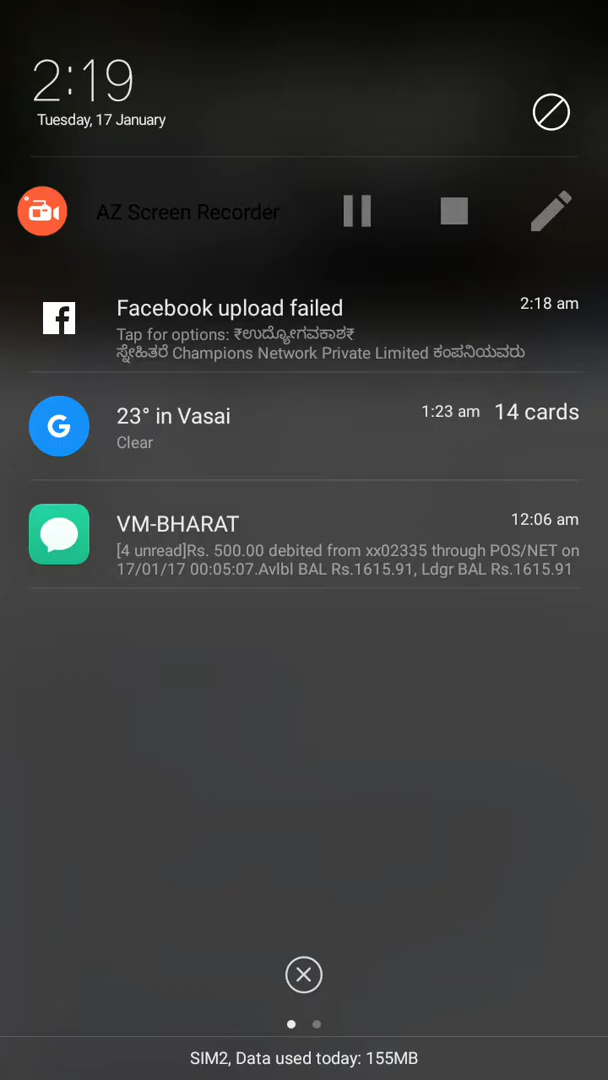 2:19
Tuesday, 17 January
AZ Screen Recorder
Facebook upload failed
2:18 am
Tap for options: ₹ಉದ್ಯೋಗವಕಾಶ₹
ಸ್ನೇಹಿತರೆ Champions Network Private Limited ಕಂಪನಿಯವರು
23° in Vasai
1:23 am
14 cards
Clear
VM-BHARAT
12:06 am
[4 unread]Rs. 500.00 debited from xx02335 through POS/NET on
17/01/17 00:05:07.Avlbl BAL Rs.1615.91, Ldgr BAL Rs.1615.91
SIM2, Data used today: 155MB